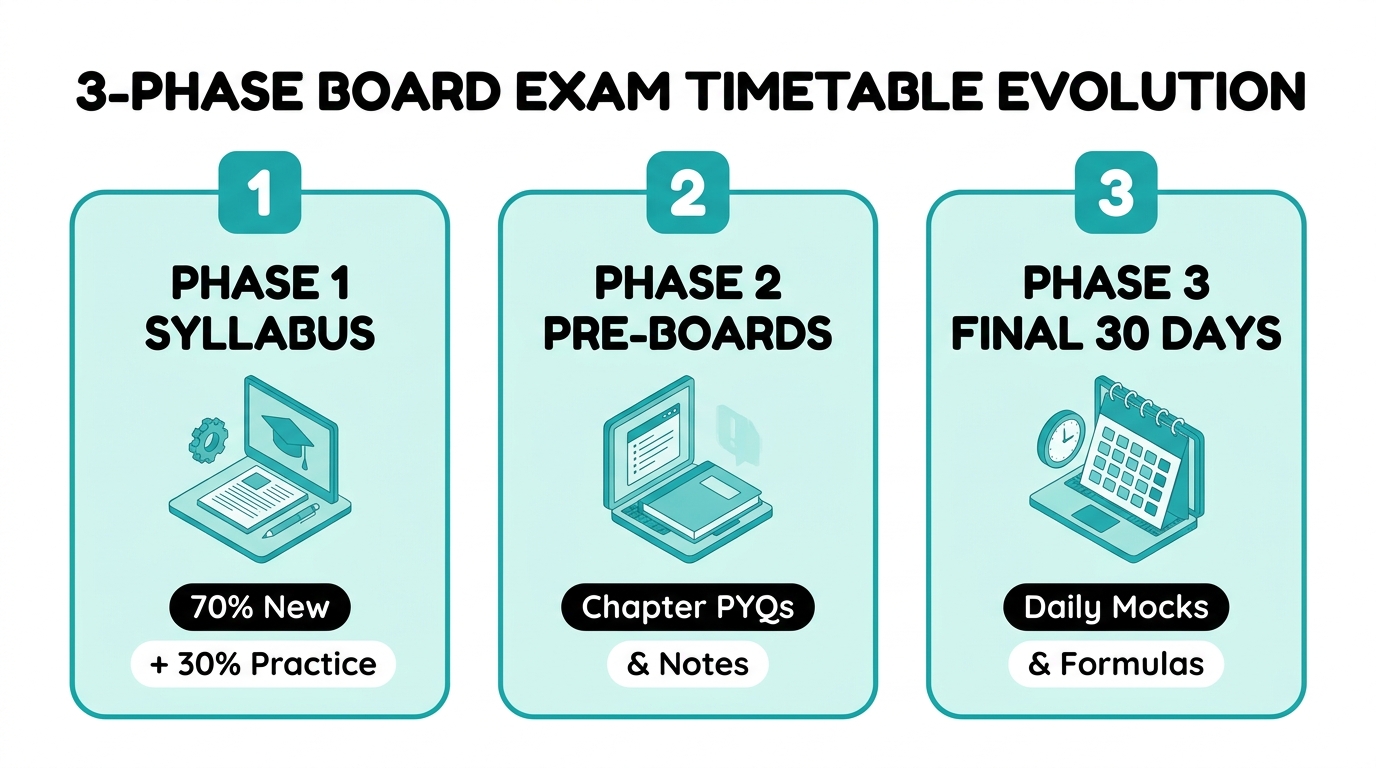 3-PHASE BOARD EXAM TIMETABLE EVOLUTION
1
PHASE 1
SYLLABUS
70% New
+ 30% Practice
2
PHASE 2
PRE-BOARDS
Chapter PYQs
& Notes
3
PHASE 3
FINAL 30 DAYS
Daily Mocks
& Formulas